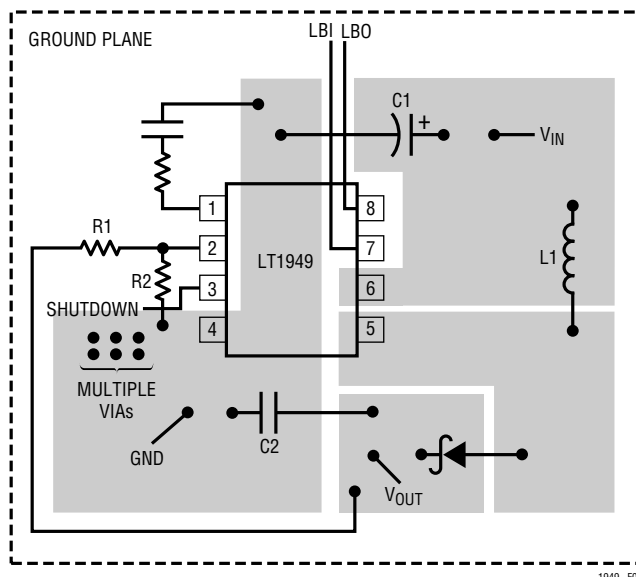 GROUND PLANE
LBI LBO
C1
+
VIN
1
8
R1
2
7
LT1949
L1
R2
3
6
SHUTDOWN
4
5
MULTIPLE
VIAs
C2
GND
VOUT